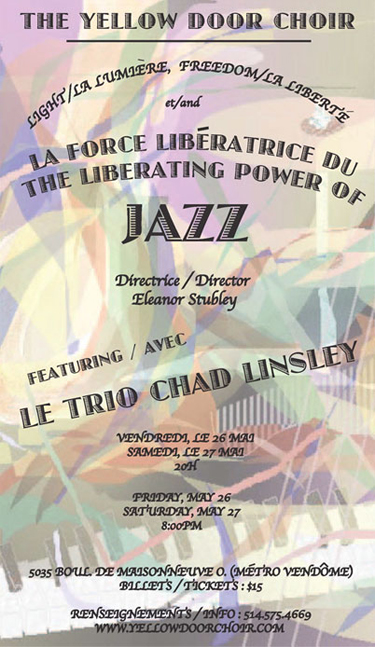 THE YELLOW DOOR CHOIR
LIGHT/LA LUMIÈRE, FREEDOM/LA LIBERTÉ
et/and
LA FORCE LIBÉRATRICE DU
THE LIBERATING POWER OF
JAZZ
Directrice / Director
Eleanor Stubley
FEATURING / AVEC
LE TRIO CHAD LINSLEY
VENDREDI, LE 26 MAI
SAMEDI, LE 27 MAI
20H
FRIDAY, MAY 26
SATURDAY, MAY 27
8:00PM
5035 BOUL. DE MAISONNEUVE O. (MÉTRO VENDÔME)
BILLETS / TICKETS : $15
RENSEIGNEMENTS / INFO : 514.575.4669
WWW.YELLOWDOORCHOIR.COM